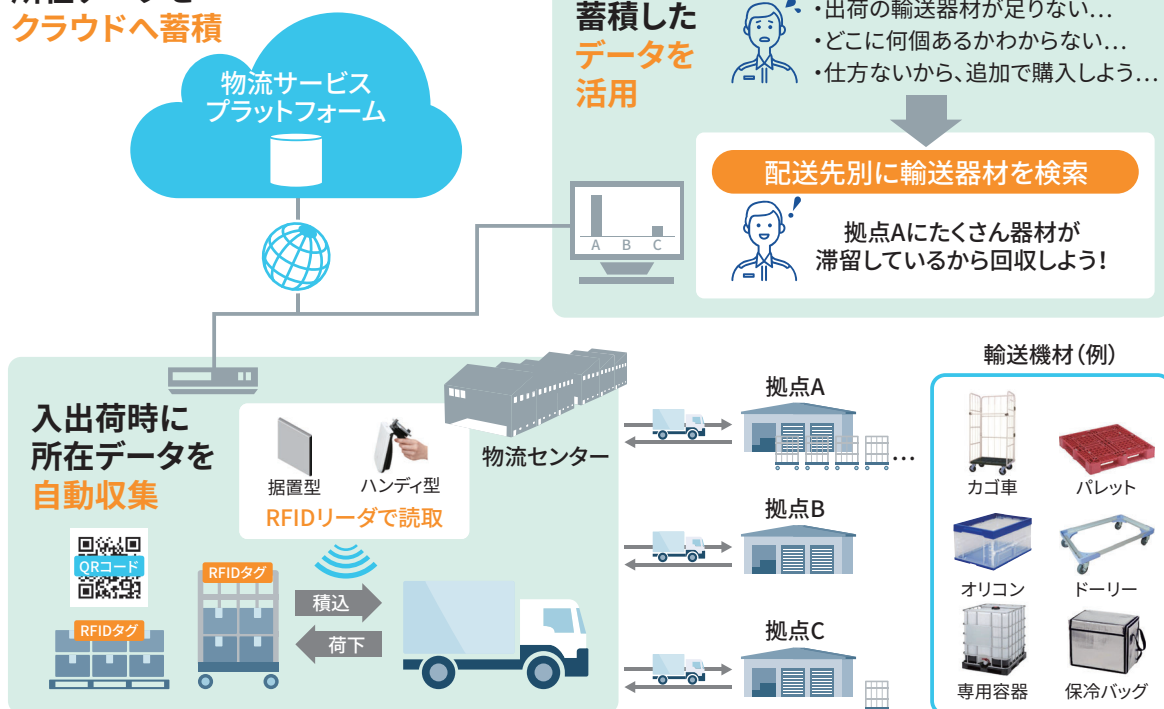 所在データを
クラウドへ蓄積
物流サービス
プラットフォーム
蓄積した
データを
活用
・出荷の輸送器材が足りない…
・どこに何個あるかわからない…
・仕方ないから、追加で購入しよう…
配送先別に輸送器材を検索
A B C
拠点Aにたくさん器材が
滞留しているから回収しよう!
入出荷時に
所在データを
自動収集
据置型
ハンディ型
RFIDリーダで読取
物流センター
QRコード
RFIDタグ
RFIDタグ
積込
荷下
拠点A
…
拠点B
拠点C
輸送機材（例）
カゴ車
パレット
オリコン
ドーリー
専用容器
保冷バッグ